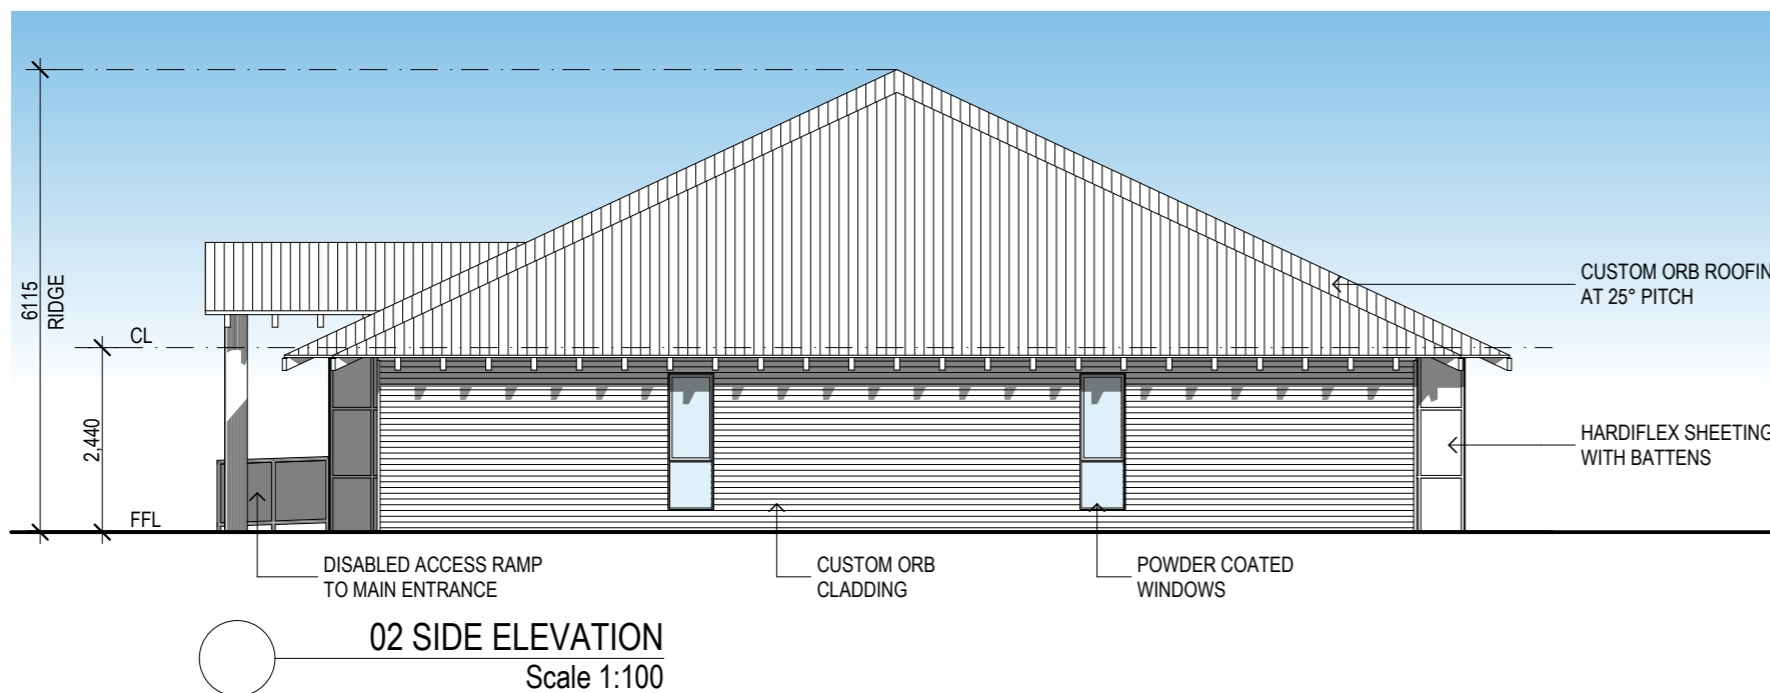 6115
RIDGE
CL
2,440
FFL
CUSTOM ORB ROOFIN
AT 25° PITCH
HARDIFLEX SHEETING
WITH BATTENS
DISABLED ACCESS RAMP
TO MAIN ENTRANCE
CUSTOM ORB
CLADDING
POWDER COATED
WINDOWS
02 SIDE ELEVATION
Scale 1:100